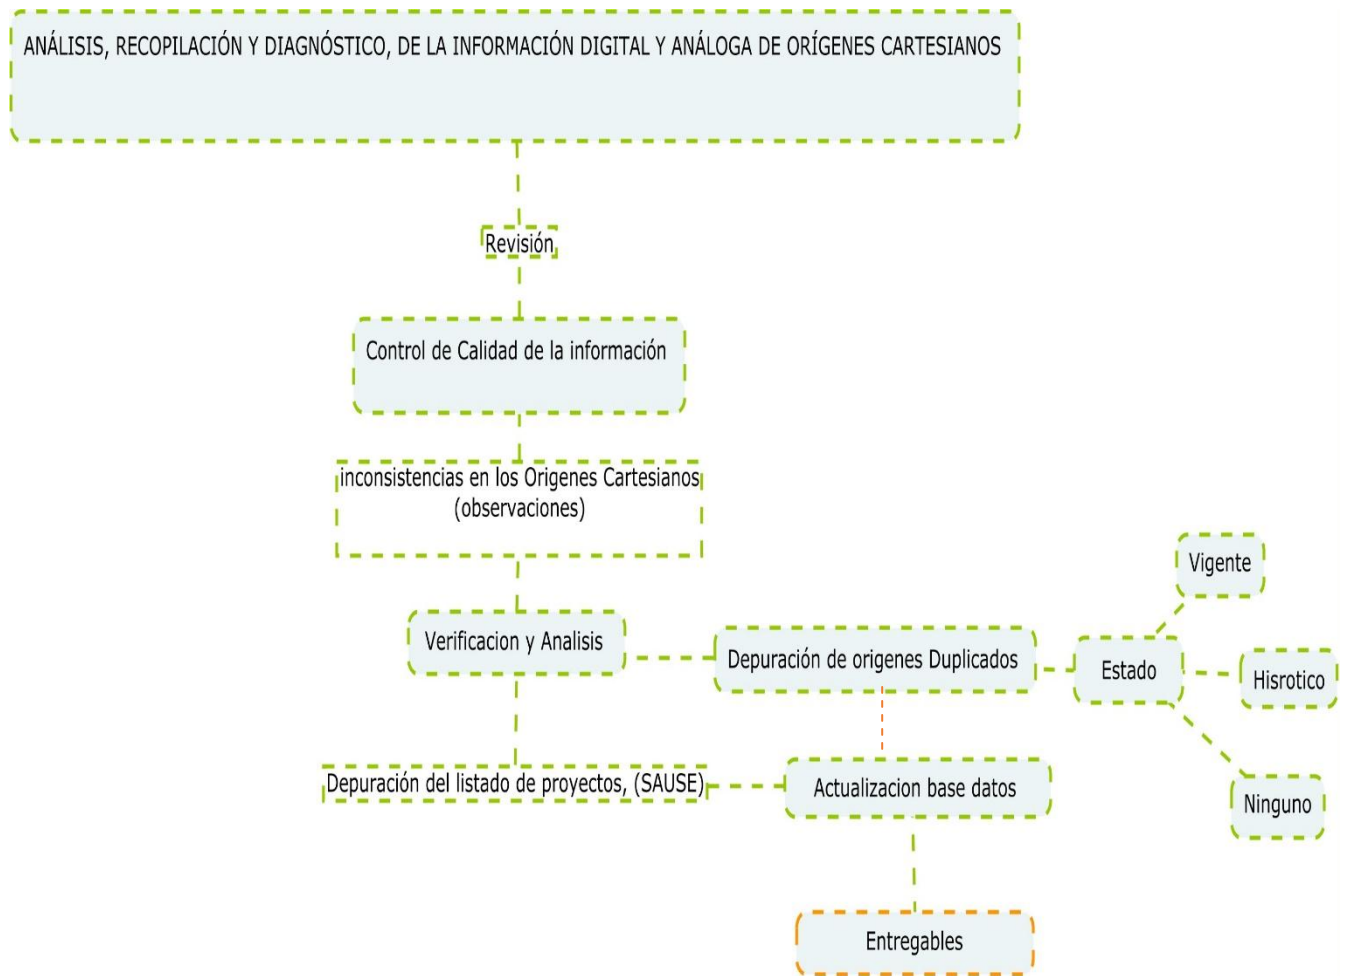 ANÁLISIS, RECOPILACIÓN Y DIAGNÓSTICO, DE LA INFORMACIÓN DIGITAL Y ANÁLOGA DE ORÍGENES CARTESIANOS
Revisión
Control de Calidad de la información
inconsistencias en los Origenes Cartesianos
(observaciones)
Verificacion y Analisis
Depuración de origenes Duplicados
Estado
Vigente
Hisrotico
Ninguno
Depuración del listado de proyectos, (SAUSE)
Actualizacion base datos
Entregables